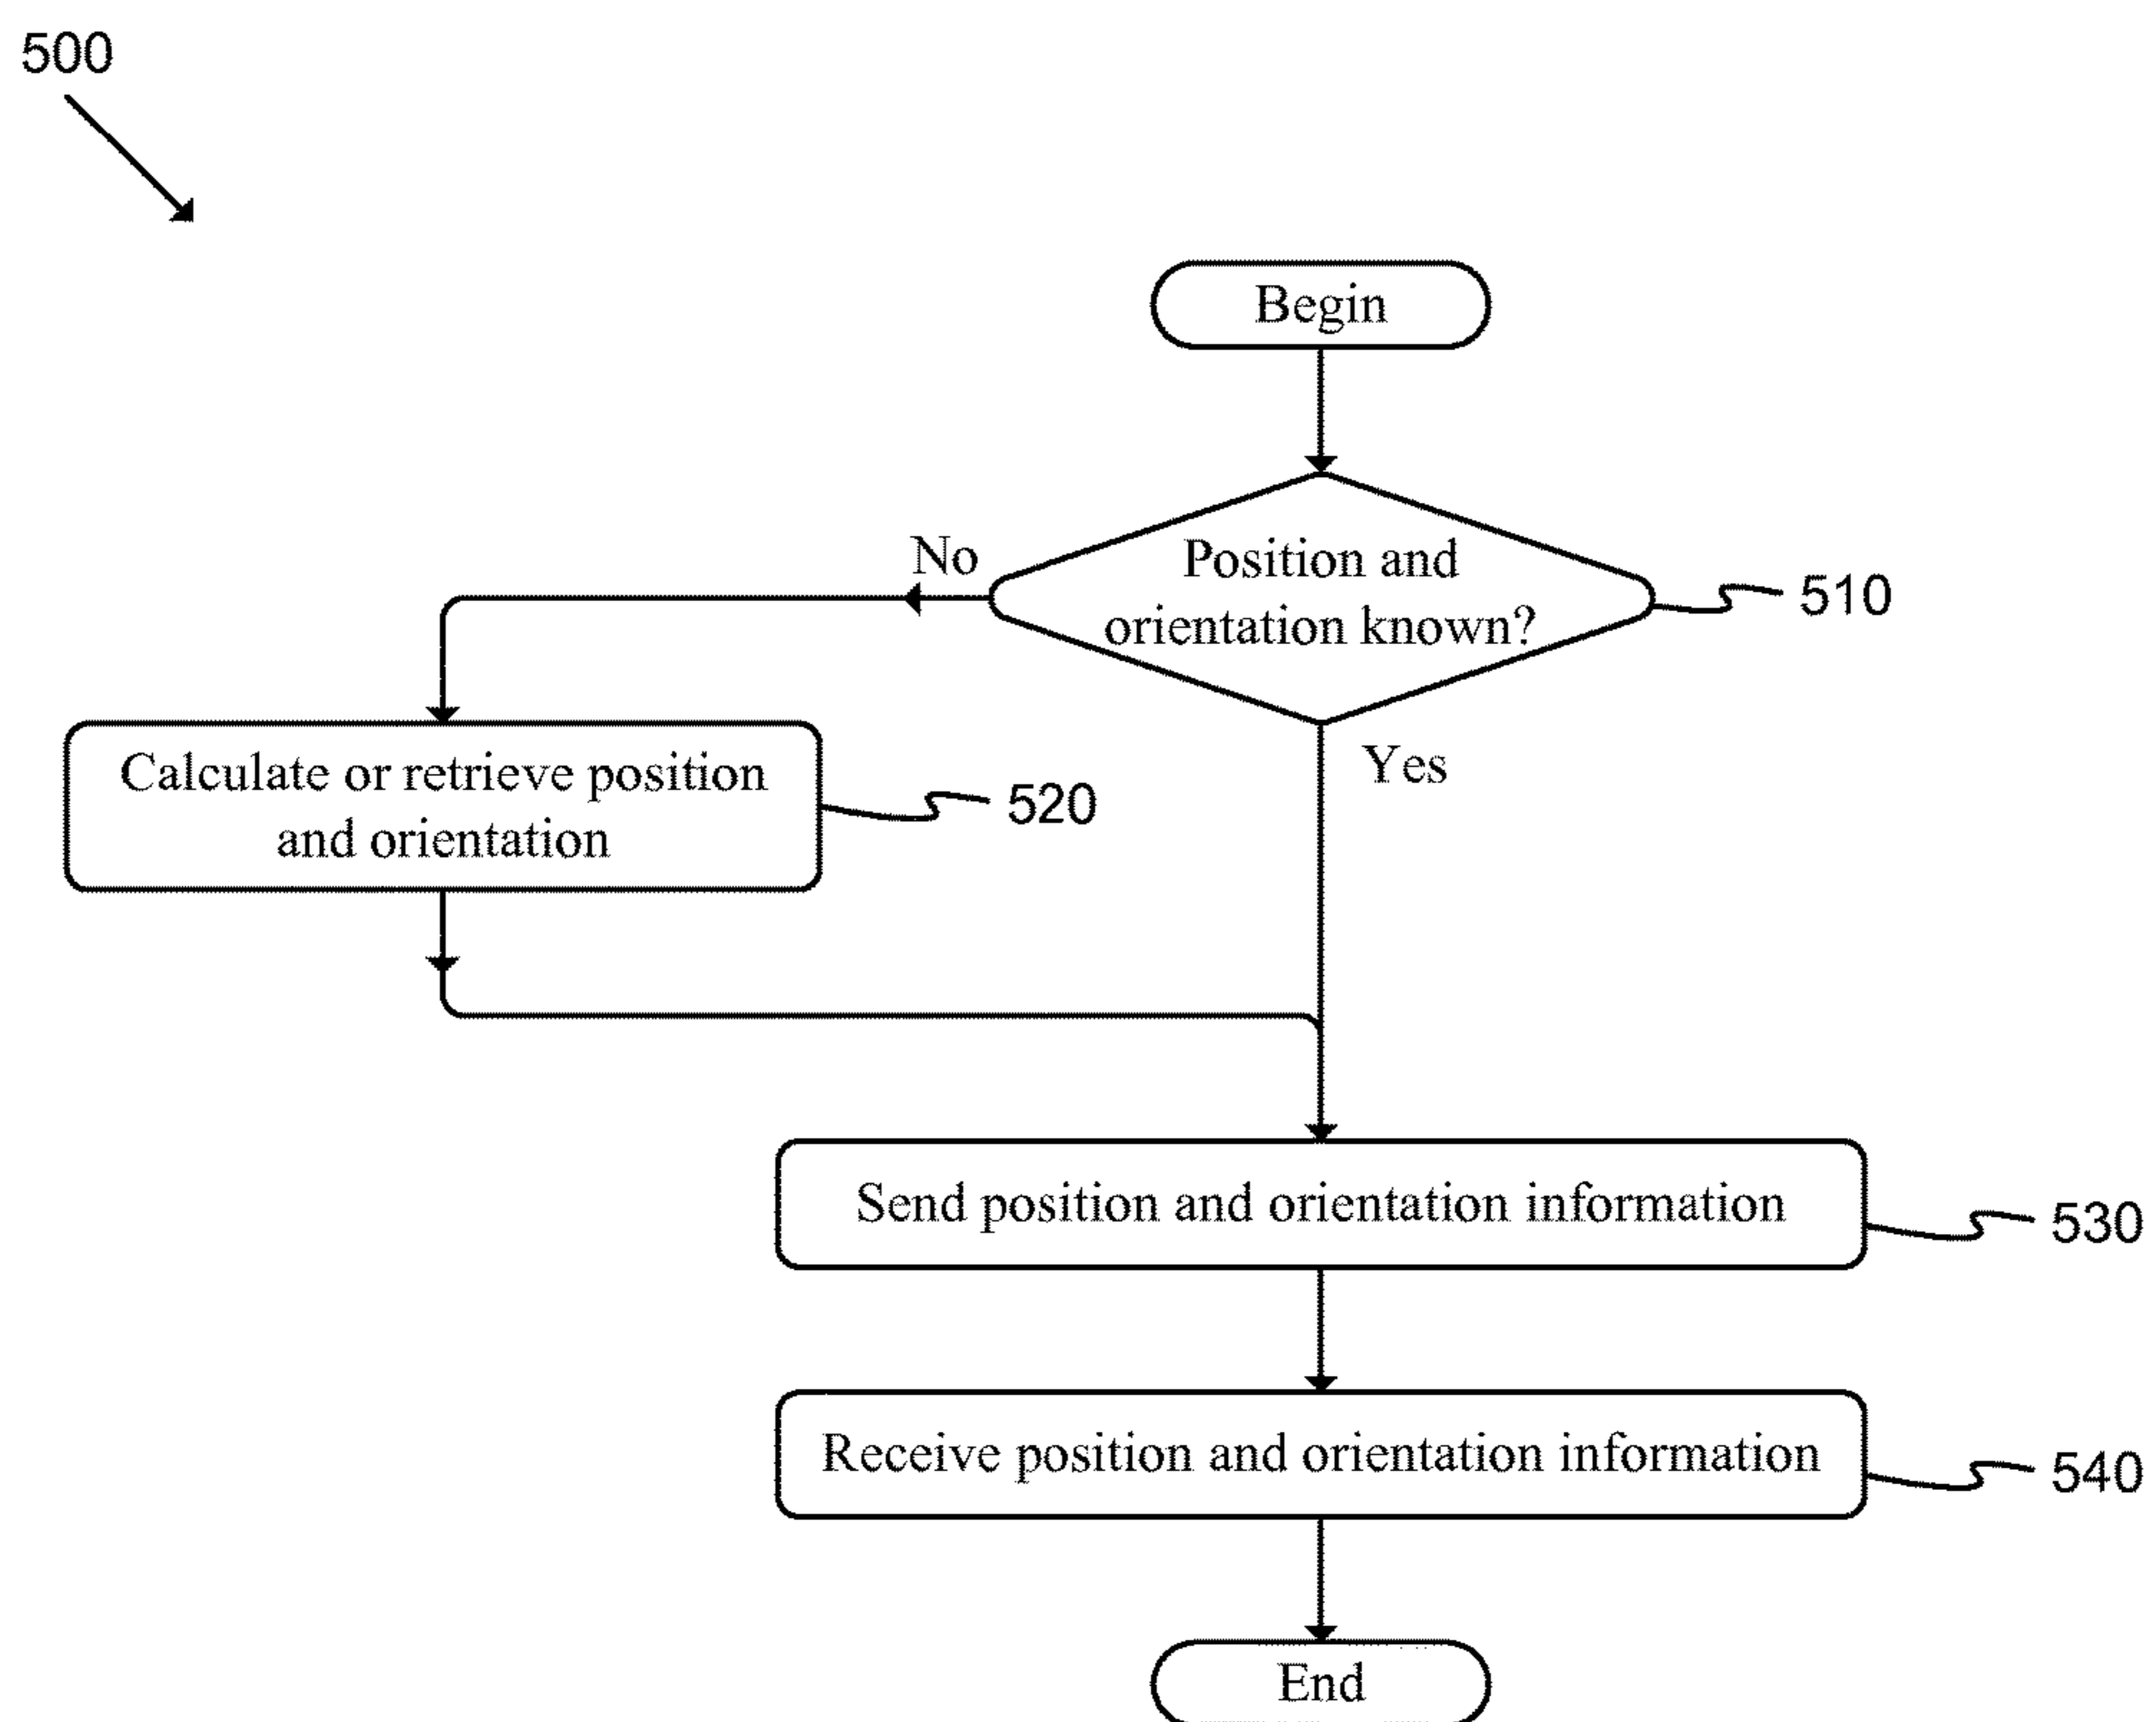 500
Begin
No
Position and
orientation known?
510
Yes
Calculate or retrieve position
and orientation
520
Send position and orientation information
530
Receive position and orientation information
540
End